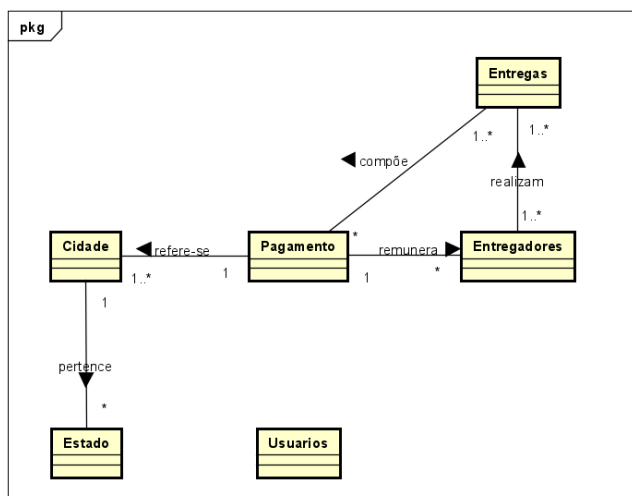 pkg
Entregas
1..*
1..*
compõe
realizam
1..*
*
Cidade
refere-se
Pagamento
remunera
Entregadores
1..*
1
1
*
1
pertence
*
Estado
Usuarios